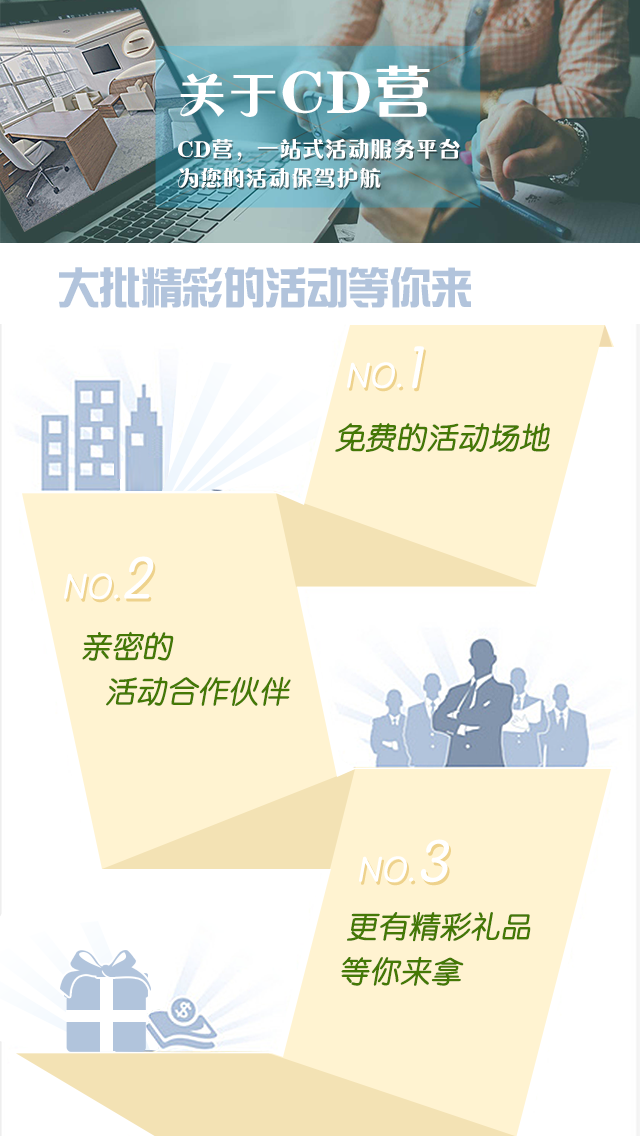 关于CD营
CD营，一站式活动服务平台
为您的活动保驾护航
大批精彩的活动等你来
NO.1
免费的活动场地
NO.2
亲密的
活动合作伙伴
NO.3
更有精彩礼品
等你来拿
$